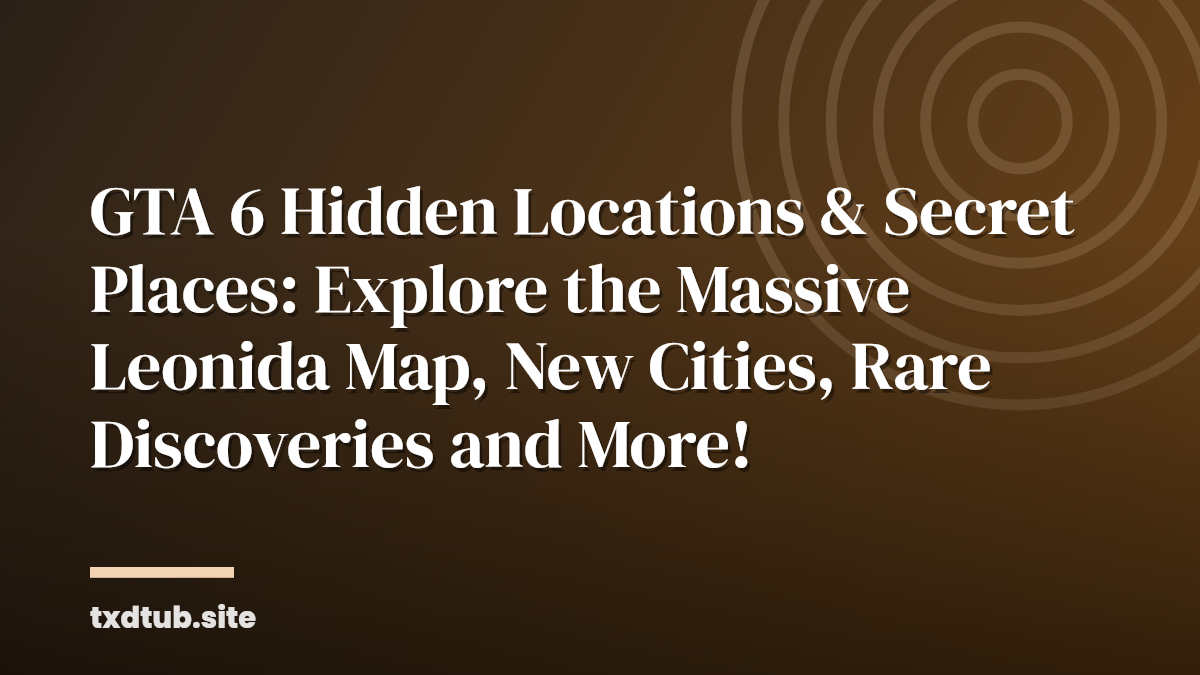 GTA 6 Hidden Locations & Secret
Places: Explore the Massive
Leonida Map, New Cities, Rare
Discoveries and More!
txdtub.site